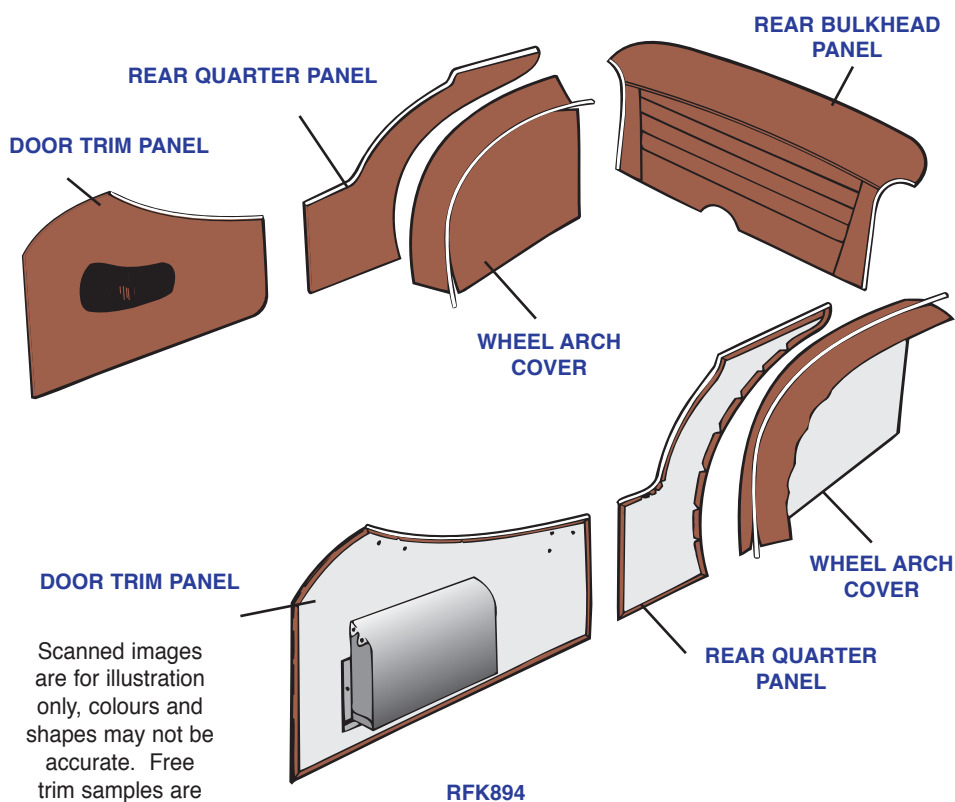 REAR BULKHEAD
PANEL
REAR QUARTER PANEL
DOOR TRIM PANEL
WHEEL ARCH
COVER
WHEEL ARCH
COVER
DOOR TRIM PANEL
REAR QUARTER
PANEL
Scanned images
are for illustration
only, colours and
shapes may not be
accurate.  Free
trim samples are
RFK894